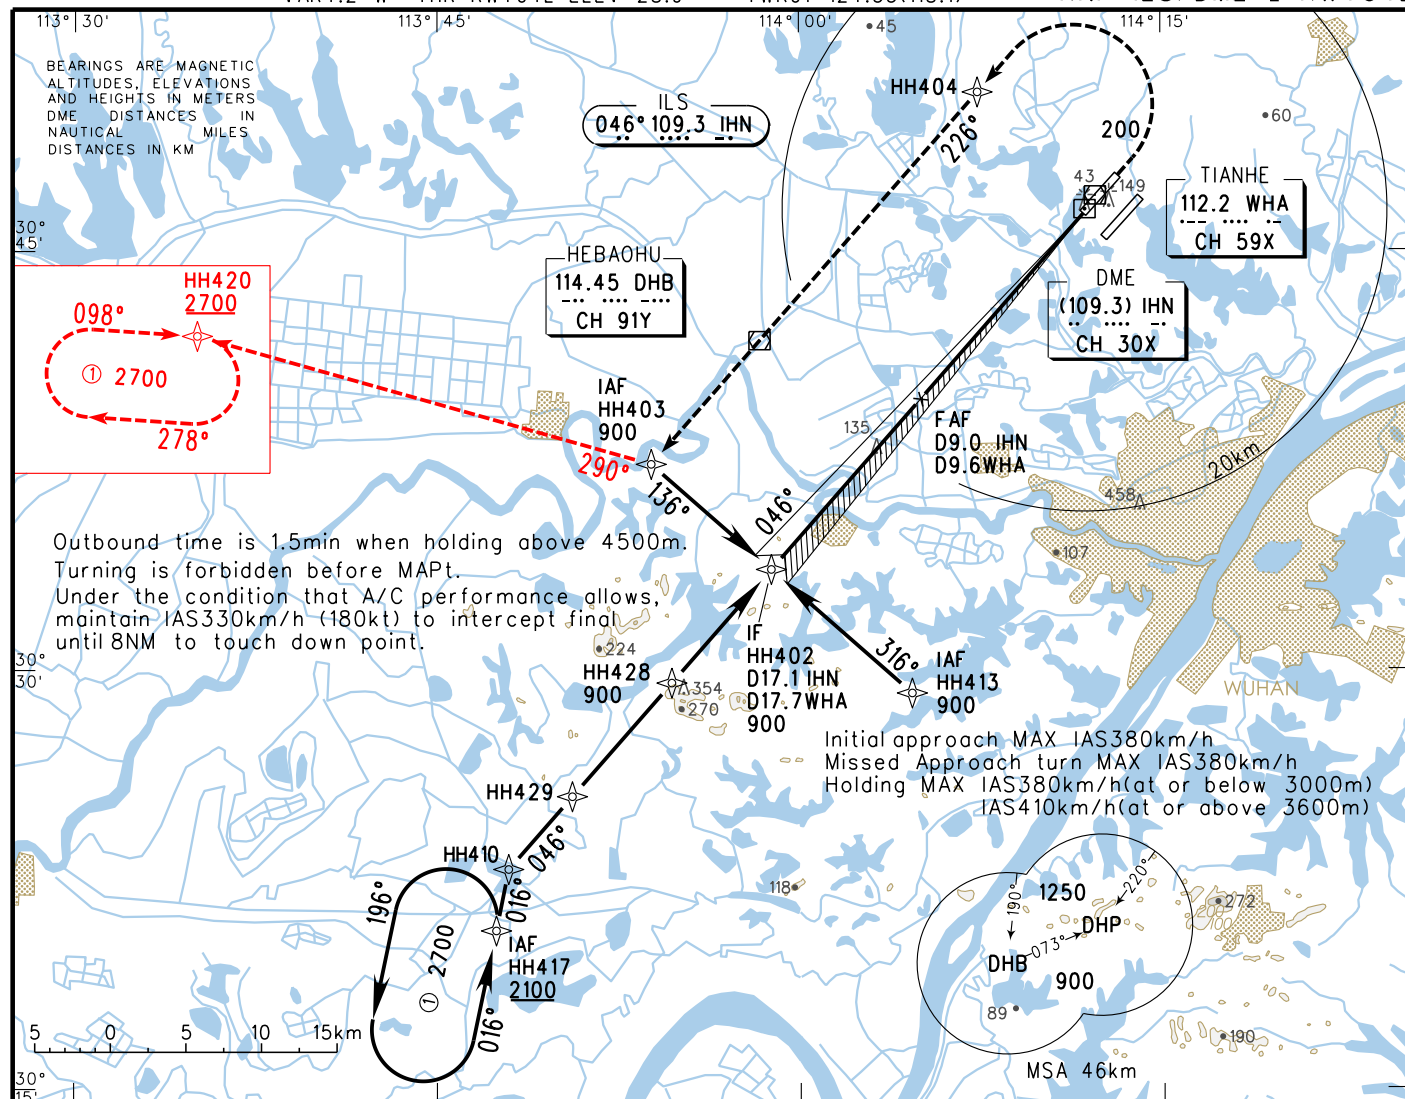 113°30'
113°45'
114°00'
114°15'
BEARINGS ARE MAGNETIC
ALTITUDES, ELEVATIONS
AND HEIGHTS IN METERS
DME DISTANCES IN
NAUTICAL MILES
DISTANCES IN KM
ILS
046° 109.3 IHN
HH404
226°
45
60
200
43
149
TIANHE
112.2 WHA
CH 59X
30°
45'
HEBAOHU
114.45 DHB
CH 91Y
DME
(109.3) IHN
CH 30X
HH420
2700
098°
① 2700
278°
290°
IAF
HH403
900
136°
046°
135
FAF
D9.0 IHN
D9.6WHA
20km
458
107
WUHAN
Outbound time is 1.5min when holding above 4500m.
Turning is forbidden before MAPt.
Under the condition that A/C performance allows,
maintain IAS330km/h (180kt) to intercept final
until 8NM to touch down point.
30°
30'
224
HH428
900
354
270
IF
HH402
D17.1 IHN
D17.7WHA
900
316°
IAF
HH413
900
Initial approach MAX IAS380km/h
Missed Approach turn MAX IAS380km/h
Holding MAX IAS380km/h(at or below 3000m)
IAS410km/h(at or above 3600m)
HH429
046°
HH410
016°
196°
① 2700
016°
IAF
HH417
2100
118
190°
1250
220°
DHP
073°
DHB
900
89
272
200
100
190
MSA 46km
5 0 5 10 15km
30°
15'